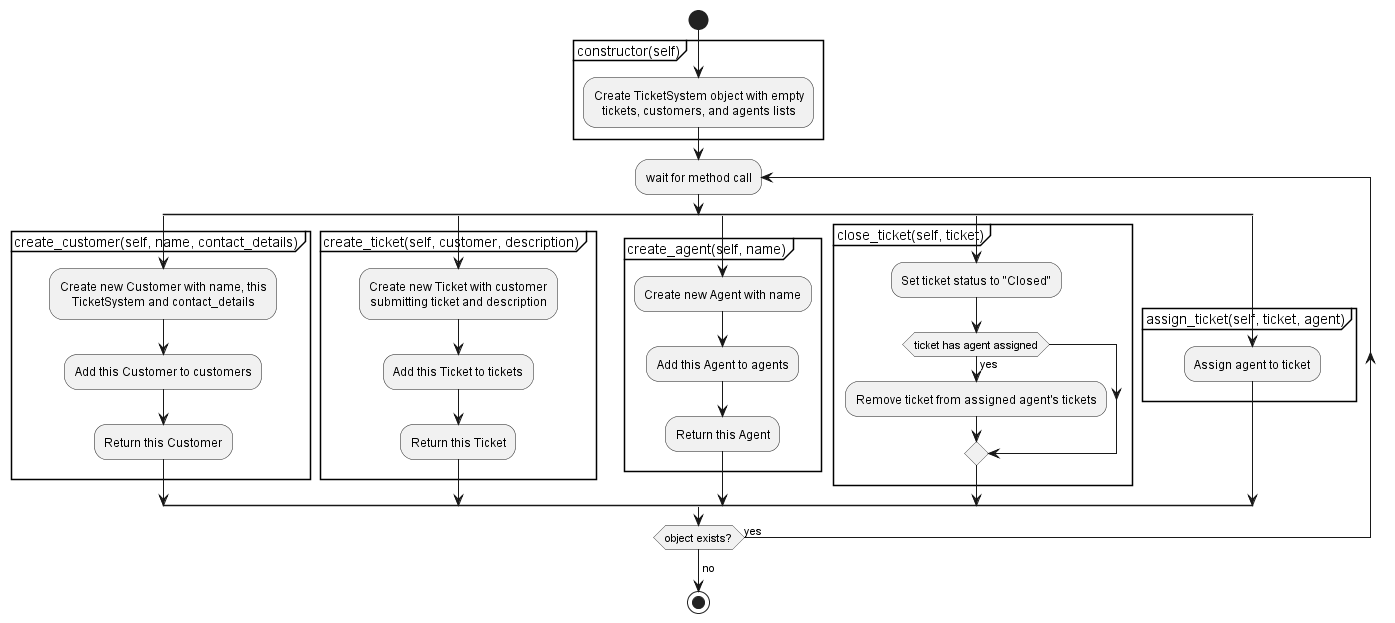 constructor(self)
Create TicketSystem object with empty
tickets, customers, and agents lists
wait for method call
create_customer(self, name, contact_details)
Create new Customer with name, this
TicketSystem and contact_details
Add this Customer to customers
Return this Customer
create_ticket(self, customer, description)
Create new Ticket with customer
submitting ticket and description
Add this Ticket to tickets
Return this Ticket
create_agent(self, name)
Create new Agent with name
Add this Agent to agents
Return this Agent
close_ticket(self, ticket)
Set ticket status to "Closed"
ticket has agent assigned
yes
Remove ticket from assigned agent's tickets
assign_ticket(self, ticket, agent)
Assign agent to ticket
object exists?
yes
no